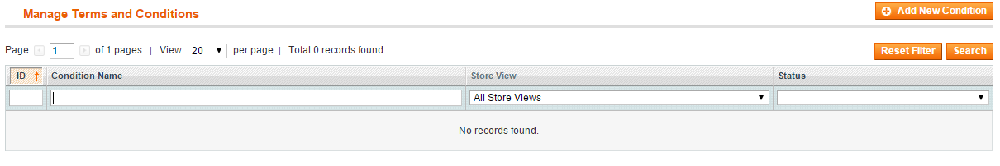 Manage Terms and Conditions
Add New Condition
Page 1 of 1 pages | View 20 per page | Total 0 records found
Reset Filter Search
ID Condition Name Store View Status
All Store Views
No records found.